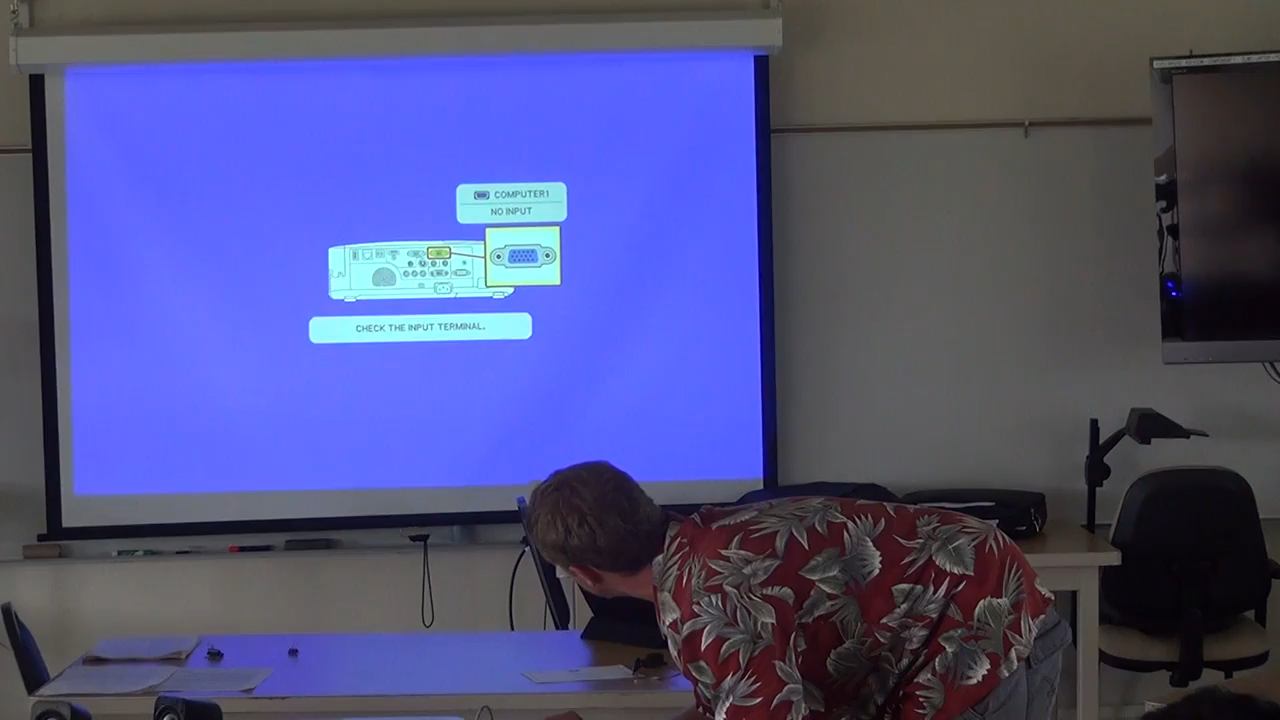 COMPUTER1
NO INPUT
CHECK THE INPUT TERMINAL.